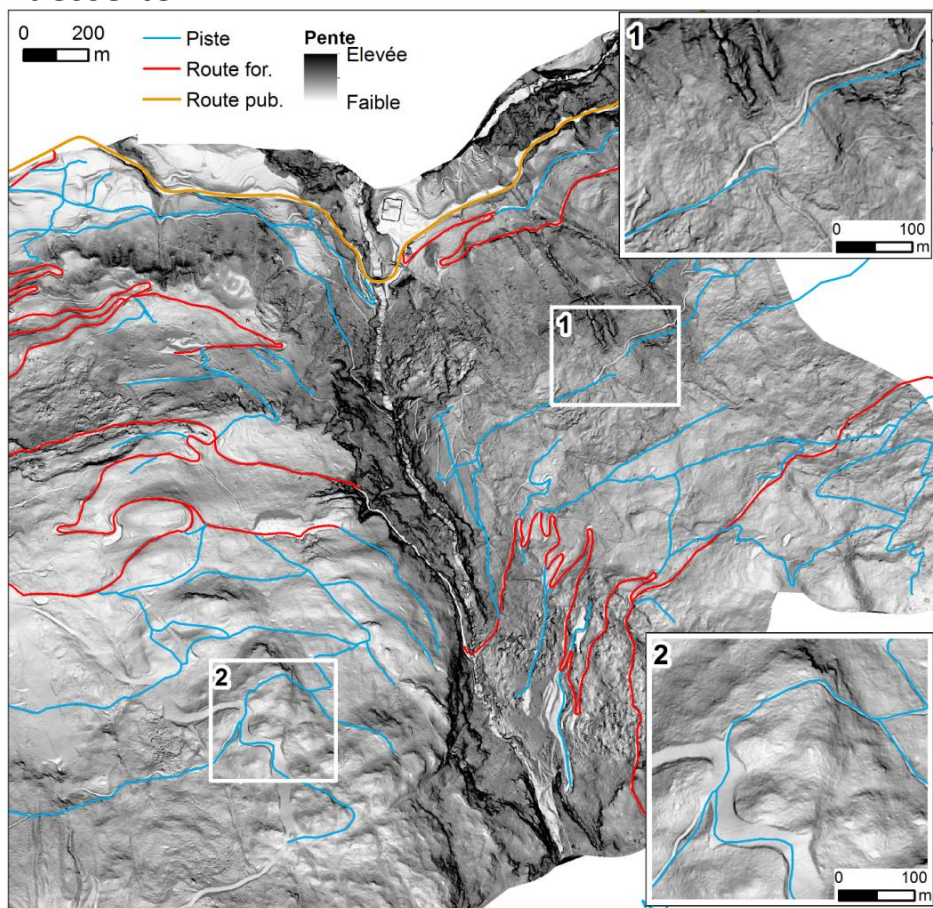 0 200
m
Piste
Route for.
Route pub.
Pente
Elevée
Faible
1
0 100
m
1
2
2
0 100
m